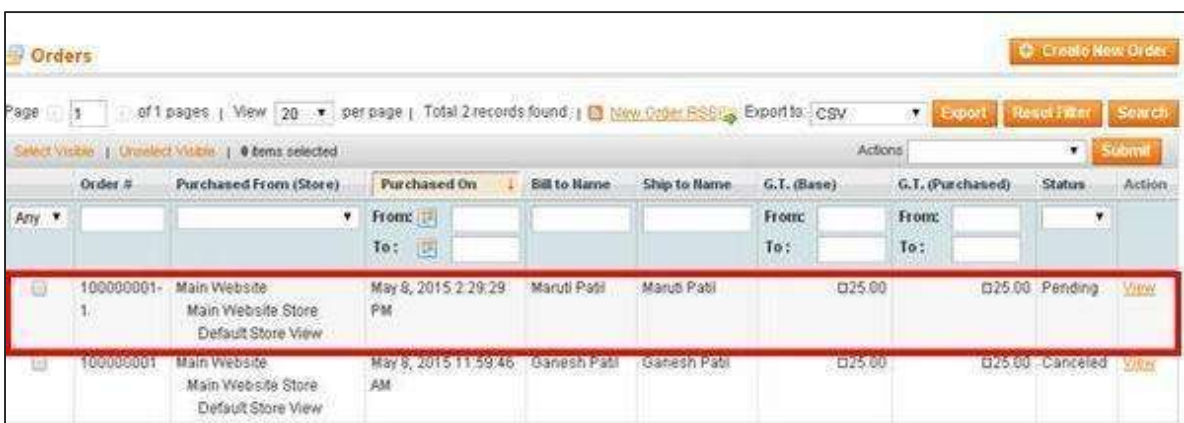 Orders
Create New Order
Page 1 of 1 pages | View 20 per page | Total 2 records found | New Order RSS Export to: CSV Export Reset Filter Search
Select Visible | Unselect Visible | 0 items selected Actions Submit
Order # Purchased From (Store) Purchased On Bill to Name Ship to Name G.T. (Base) G.T. (Purchased) Status Action
Any From: From: From:
To : To : To :
100000001- Main Website May 8, 2015 2:29:29 Maruti Patil Maruti Patil □25.00 □25.00 Pending View
1 Main Website Store PM
Default Store View
100000001 Main Website May 8, 2015 11:59:46 Ganesh Patil Ganesh Patil □25.00 □25.00 Canceled View
Main Website Store AM
Default Store View